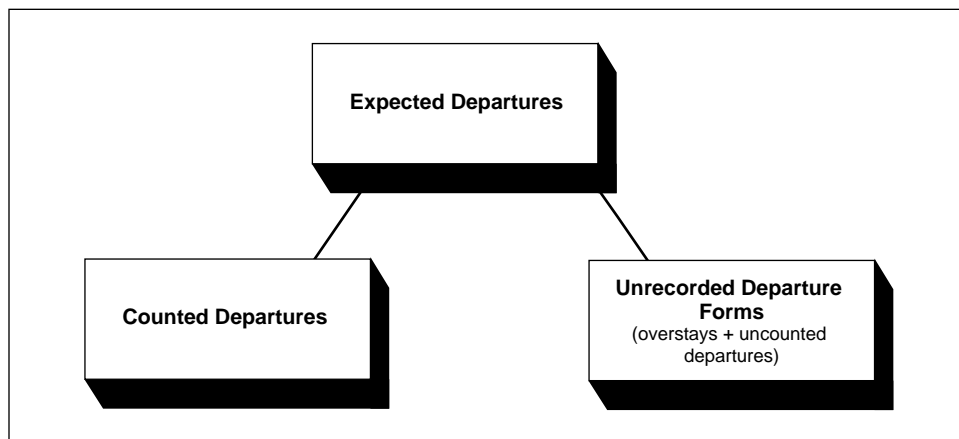 Expected Departures
Counted Departures
Unrecorded Departure
Forms
(overstays + uncounted
departures)